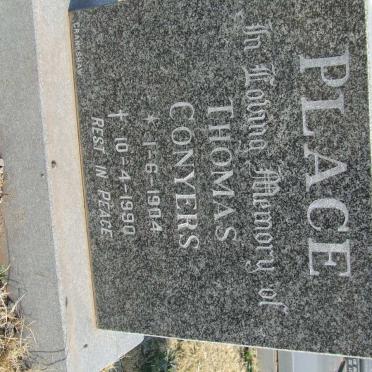 PLACE
In Loving Memory of
THOMAS
CONYERS
* 1-6-1904
† 10-4-1990
REST IN PEACE